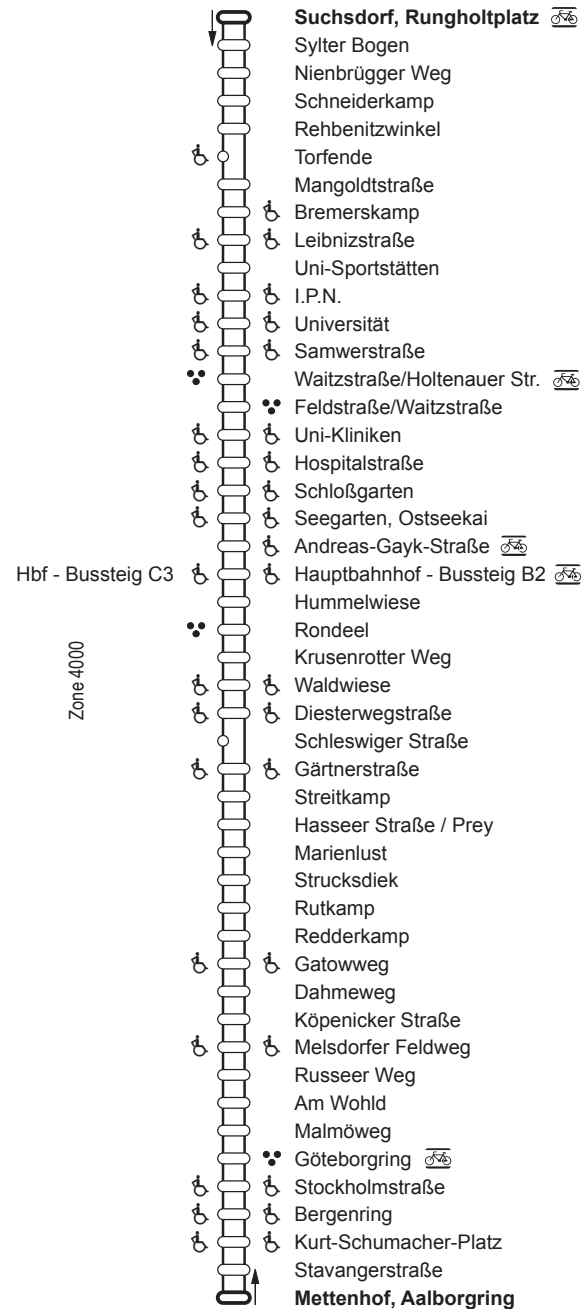 Suchsdorf, Rungholtplatz
Sylter Bogen
Nienbrügger Weg
Schneiderkamp
Rehbenitzwinkel
Torfende
Mangoldtstraße
Bremerskamp
Leibnizstraße
Uni-Sportstätten
I.P.N.
Universität
Samwerstraße
Waitzstraße/Holtenauer Str.
Feldstraße/Waitzstraße
Uni-Kliniken
Hospitalstraße
Schloßgarten
Seegarten, Ostseekai
Andreas-Gayk-Straße
Hbf - Bussteig C3 Hauptbahnhof - Bussteig B2
Hummelwiese
Rondeel
Krusenrotter Weg
Zone 4000
Waldwiese
Diesterwegstraße
Schleswiger Straße
Gärtnerstraße
Streitkamp
Hasseer Straße / Prey
Marienlust
Strucksdiek
Rutkamp
Redderkamp
Gatowweg
Dahmeweg
Köpenicker Straße
Melsdorfer Feldweg
Russeer Weg
Am Wohld
Malmöweg
Göteborgring
Stockholmstraße
Bergenring
Kurt-Schumacher-Platz
Stavangerstraße
Mettenhof, Aalborgring